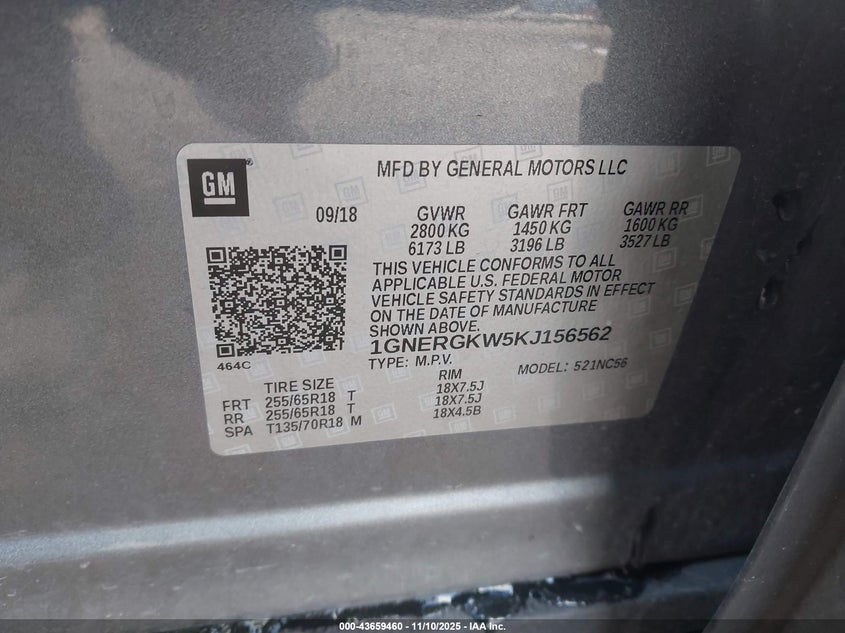 GM
MFD BY GENERAL MOTORS LLC
09/18 GVWR GAWR FRT GAWR RR
2800 KG 1450 KG 1600 KG
6173 LB 3196 LB 3527 LB
THIS VEHICLE CONFORMS TO ALL
APPLICABLE U.S. FEDERAL MOTOR
VEHICLE SAFETY STANDARDS IN EFFECT
ON THE DATE OF MANUFACTURE
SHOWN ABOVE.
1GNERGKW5KJ156562
464C TYPE: M.P.V. MODEL: 521NC56
TIRE SIZE RIM
FRT 255/65R18 T 18X7.5J
RR 255/65R18 T 18X7.5J
SPA T135/70R18 M 18X4.5B
000-43659460 - 11/10/2025 - IAA Inc.